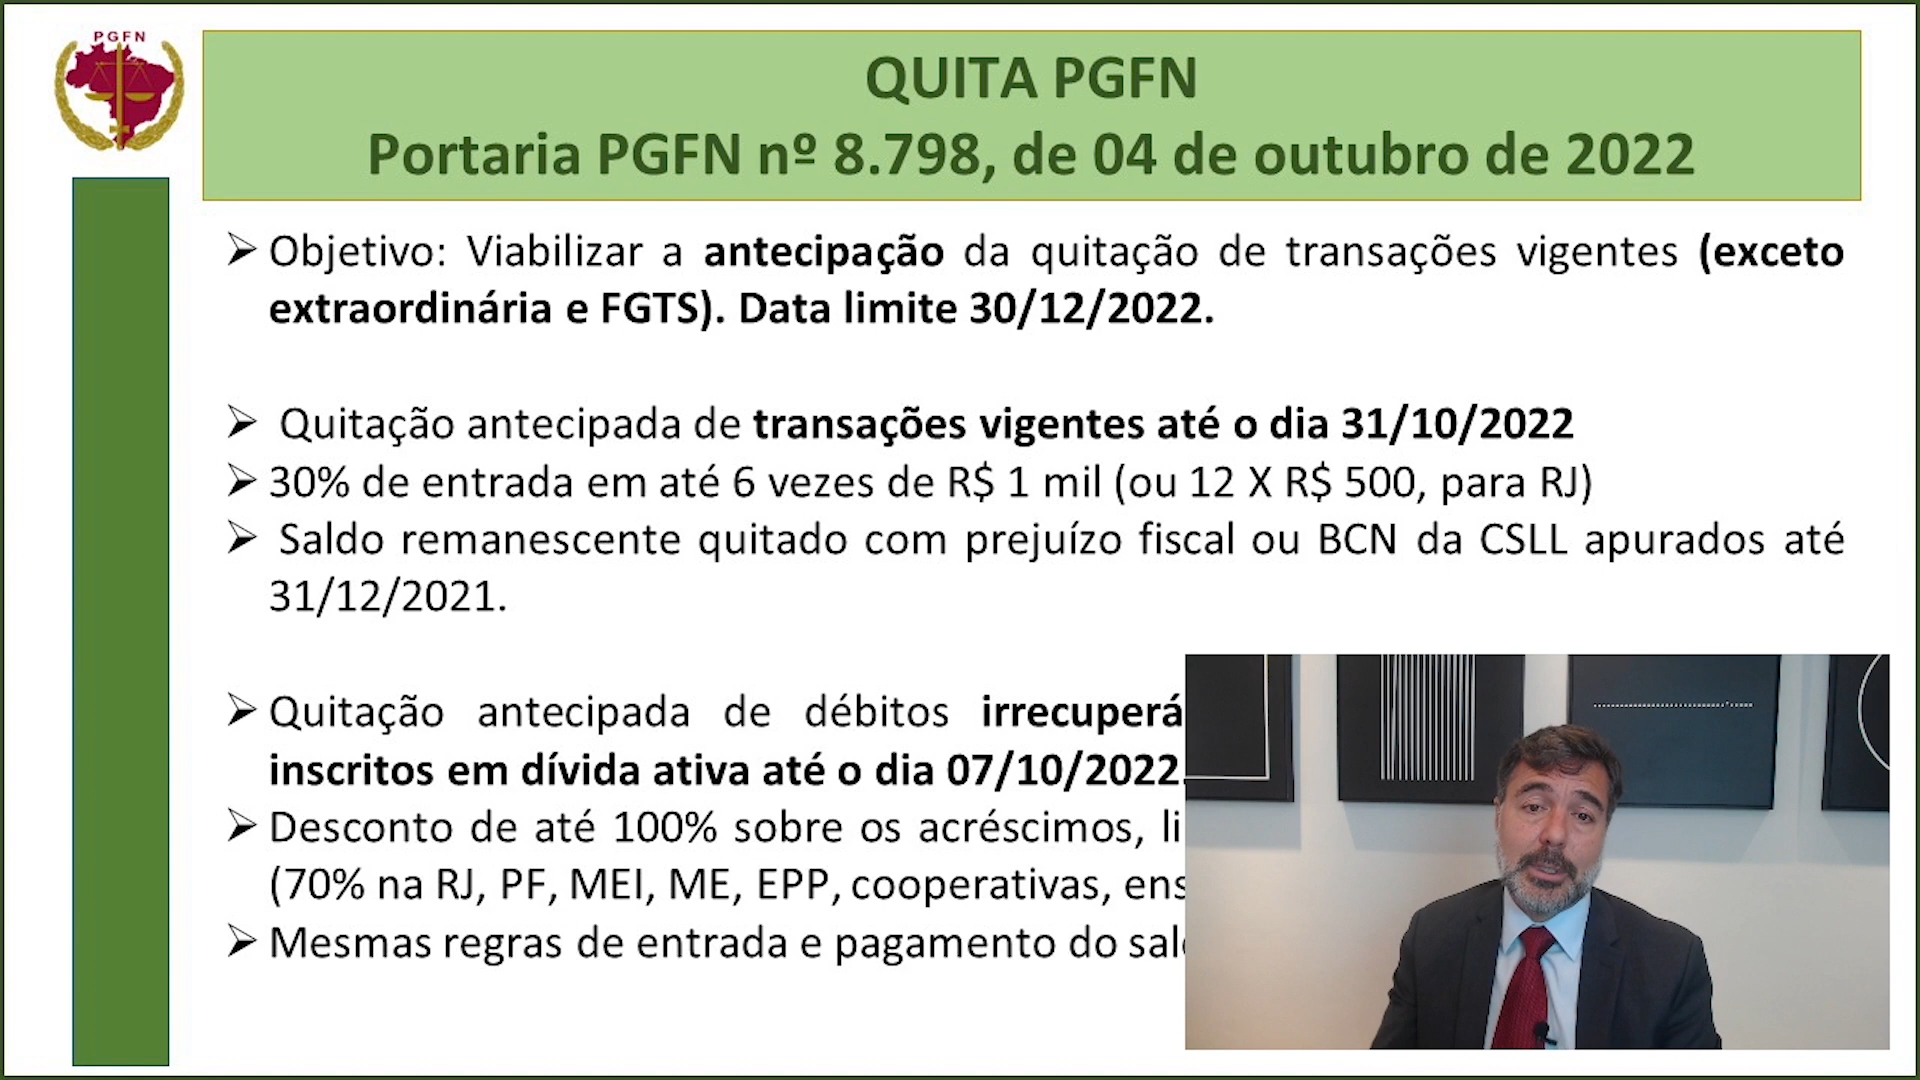 PGFN
QUITA PGFN
Portaria PGFN nº 8.798, de 04 de outubro de 2022
Objetivo: Viabilizar a antecipação da quitação de transações vigentes (exceto
extraordinária e FGTS). Data limite 30/12/2022.
Quitação antecipada de transações vigentes até o dia 31/10/2022
30% de entrada em até 6 vezes de R$ 1 mil (ou 12 X R$ 500, para RJ)
Saldo remanescente quitado com prejuízo fiscal ou BCN da CSLL apurados até
31/12/2021.
Quitação antecipada de débitos irrecuperá
inscritos em dívida ativa até o dia 07/10/2022.
Desconto de até 100% sobre os acréscimos, li
(70% na RJ, PF, MEI, ME, EPP, cooperativas, ens
Mesmas regras de entrada e pagamento do sal